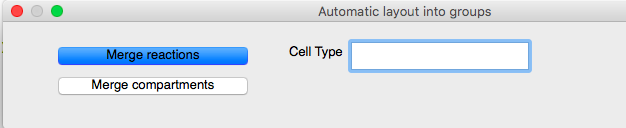 Automatic layout into groups
Merge reactions
Cell Type
Merge compartments